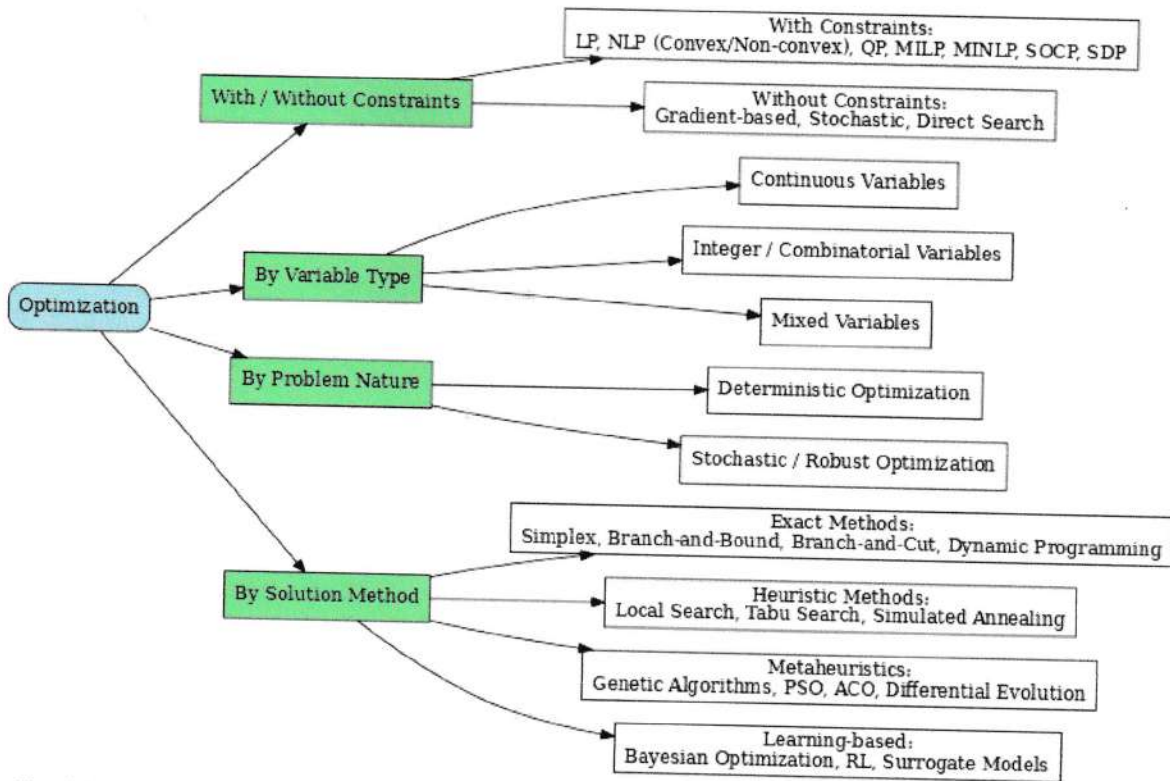 With Constraints:
LP, NLP (Convex/Non-convex), QP, MILP, MINLP, SOCP, SDP
With / Without Constraints
Without Constraints:
Gradient-based, Stochastic, Direct Search
Continuous Variables
By Variable Type
Integer / Combinatorial Variables
Optimization
Mixed Variables
By Problem Nature
Deterministic Optimization
Stochastic / Robust Optimization
Exact Methods:
Simplex, Branch-and-Bound, Branch-and-Cut, Dynamic Programming
By Solution Method
Heuristic Methods:
Local Search, Tabu Search, Simulated Annealing
Metaheuristics:
Genetic Algorithms, PSO, ACO, Differential Evolution
Learning-based:
Bayesian Optimization, RL, Surrogate Models